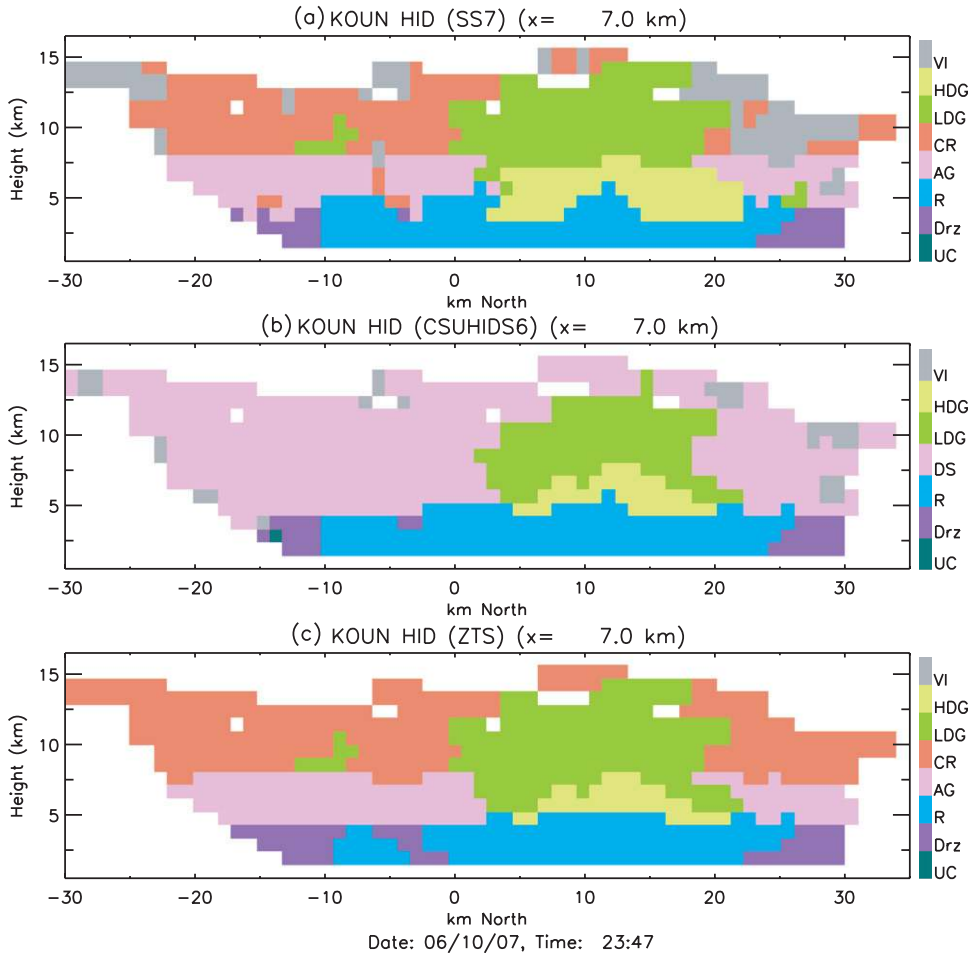 (a) KOUN HID (SS7) (x= 7.0 km)
Height (km)
15
10
5
-30 -20 -10 0 10 20 30
km North
VI
HDG
LDG
CR
AG
R
Drz
UC
(b) KOUN HID (CSUHIDS6) (x= 7.0 km)
Height (km)
15
10
5
-30 -20 -10 0 10 20 30
km North
VI
HDG
LDG
DS
R
Drz
UC
(c) KOUN HID (ZTS) (x= 7.0 km)
Height (km)
15
10
5
-30 -20 -10 0 10 20 30
km North
VI
HDG
LDG
CR
AG
R
Drz
UC
Date: 06/10/07, Time: 23:47